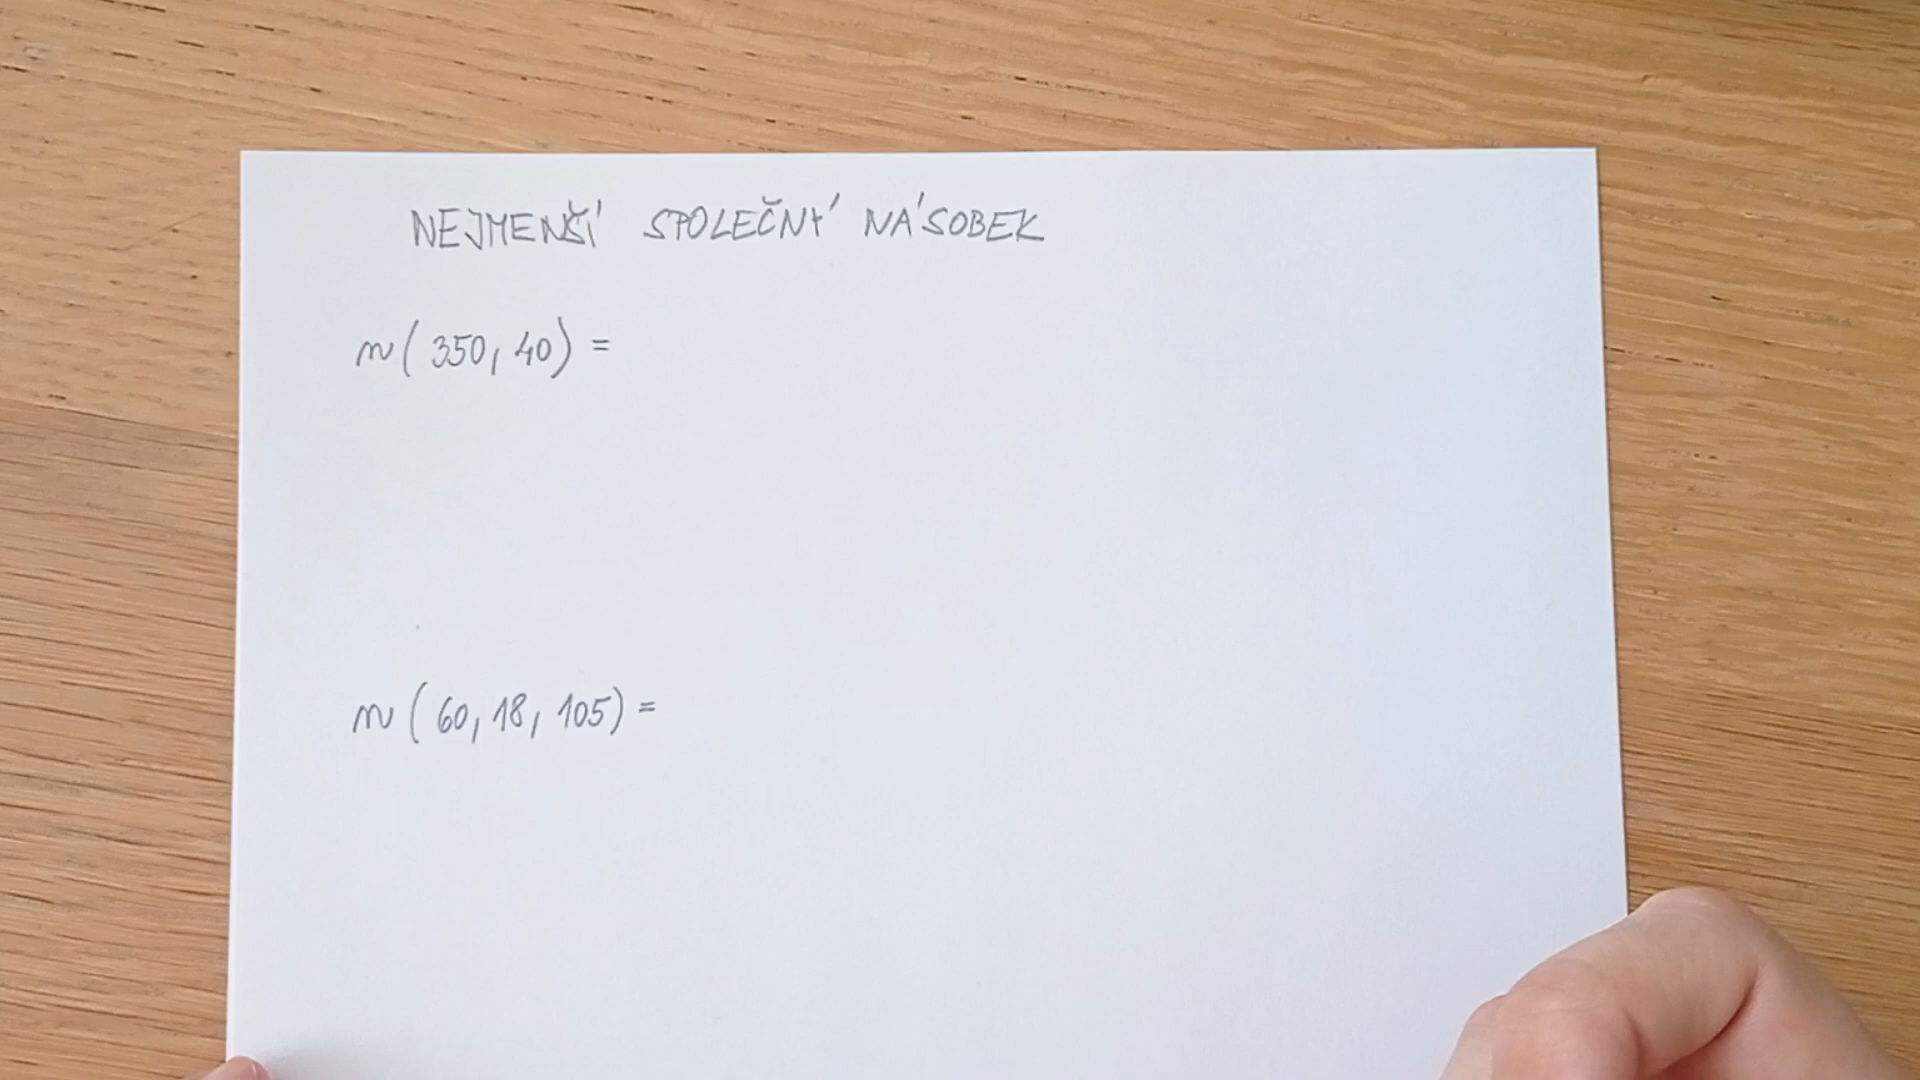 NEJMENŠÍ SPOLEČNÝ NÁSOBEK
n(350, 40) =
n(60, 18, 105) =